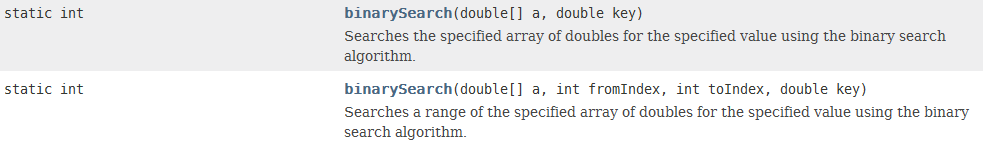 static int binarySearch(double[] a, double key)
Searches the specified array of doubles for the specified value using the binary search
algorithm.
static int binarySearch(double[] a, int fromIndex, int toIndex, double key)
Searches a range of the specified array of doubles for the specified value using the binary
search algorithm.